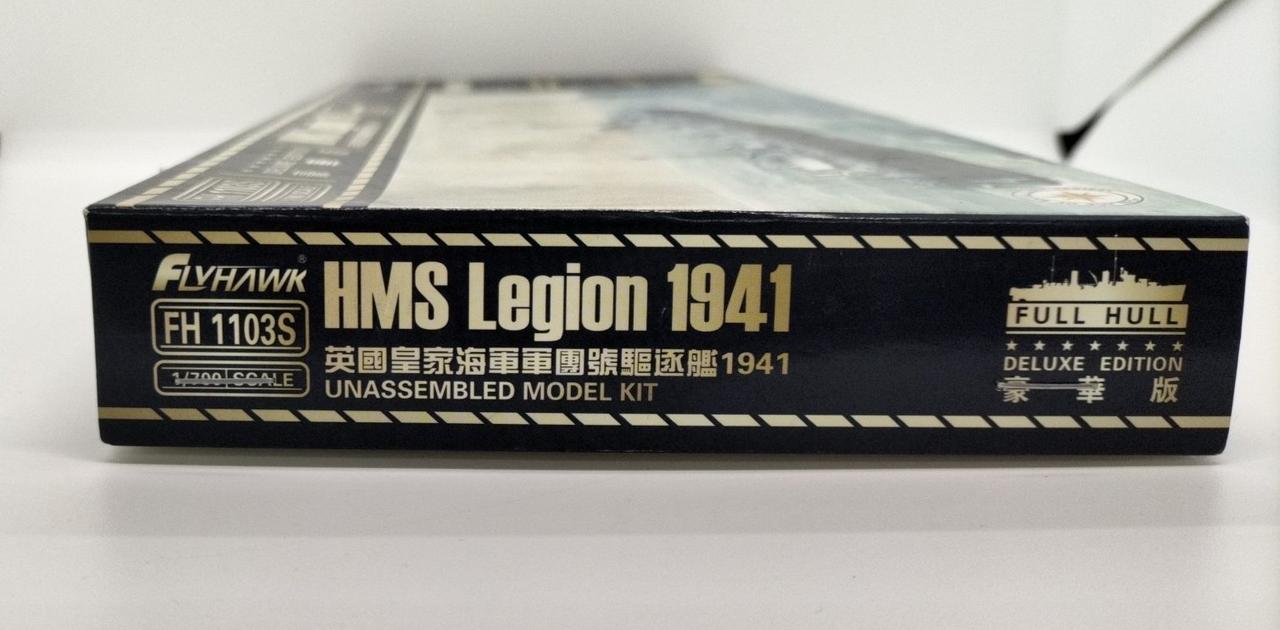 FLYHAWK®
FH 1103S
1/700 SCALE
HMS Legion 1941
英國皇家海軍軍團號驅逐艦1941
UNASSEMBLED MODEL KIT
FULL HULL
DELUXE EDITION
豪華版